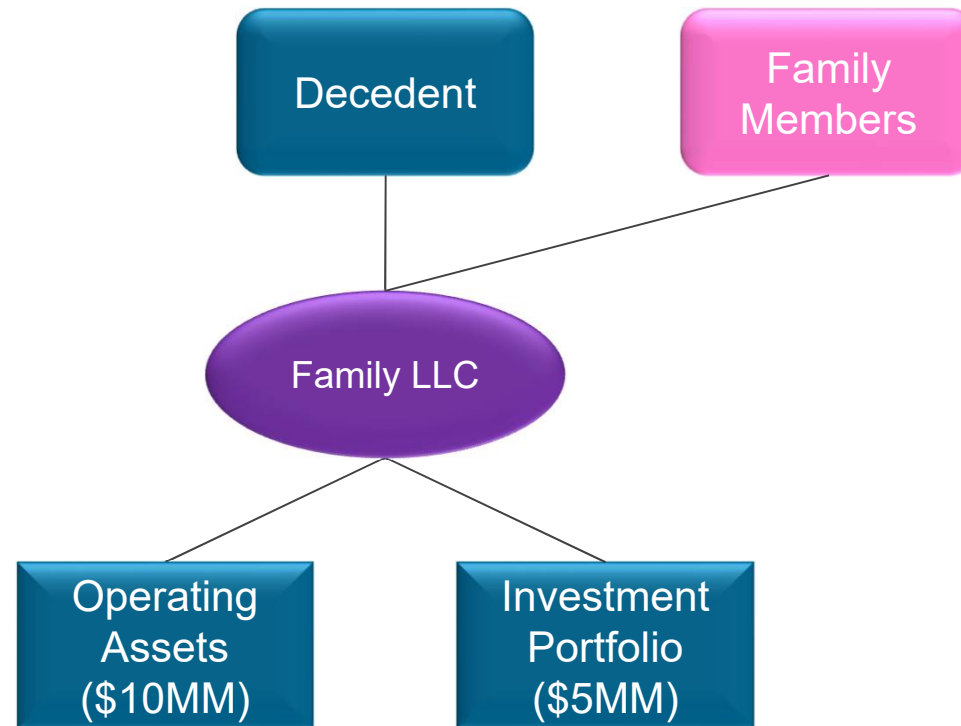 Decedent
Family
Members
Family LLC
Operating
Assets
($10MM)
Investment
Portfolio
($5MM)